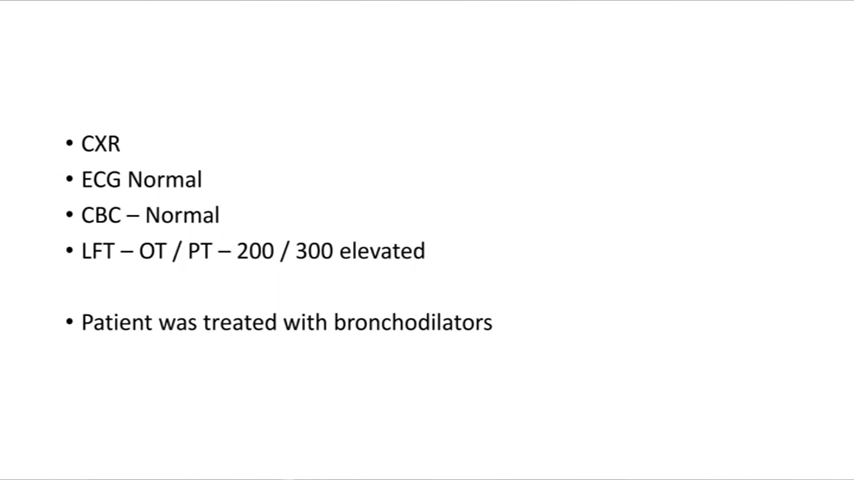 • CXR
• ECG Normal
• CBC – Normal
• LFT – OT / PT – 200 / 300 elevated
• Patient was treated with bronchodilators